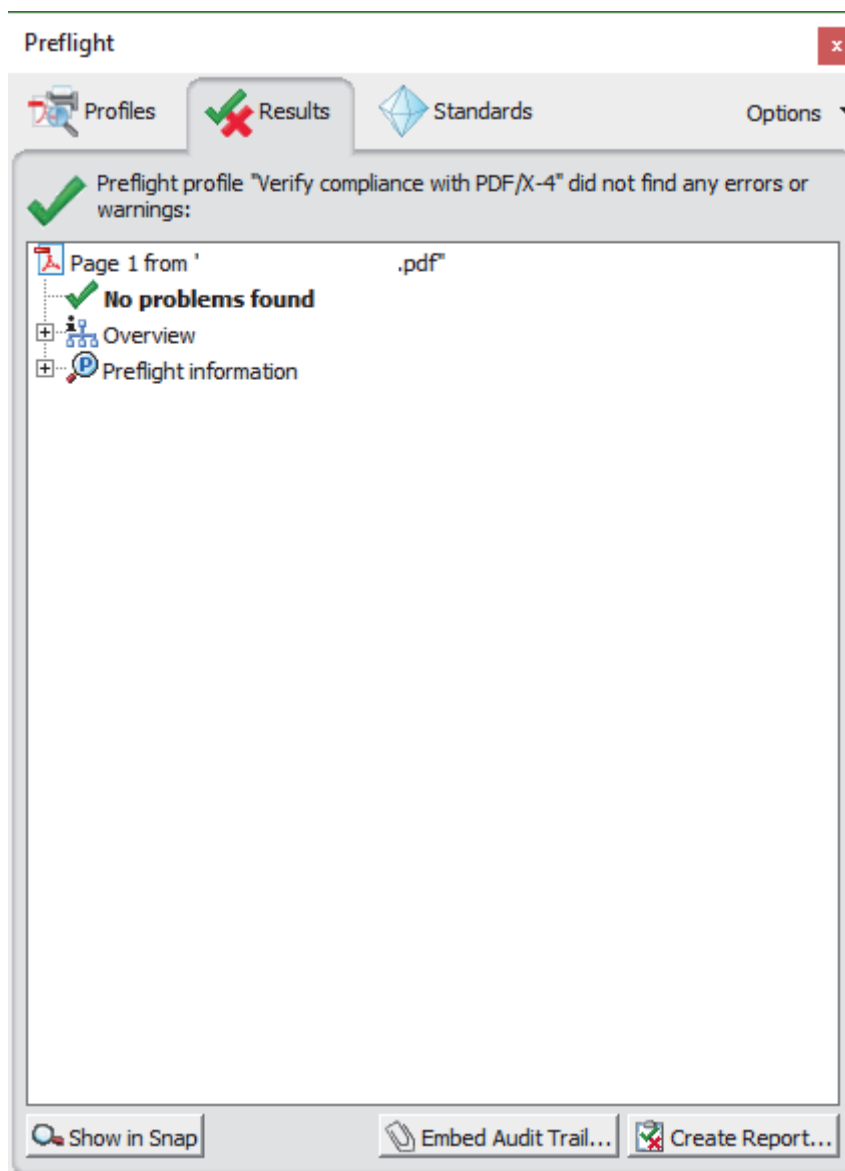 Preflight
x
Profiles
Results
Standards
Options
Preflight profile "Verify compliance with PDF/X-4" did not find any errors or
warnings:
Page 1 from ' .pdf"
No problems found
Overview
Preflight information
Show in Snap
Embed Audit Trail...
Create Report...